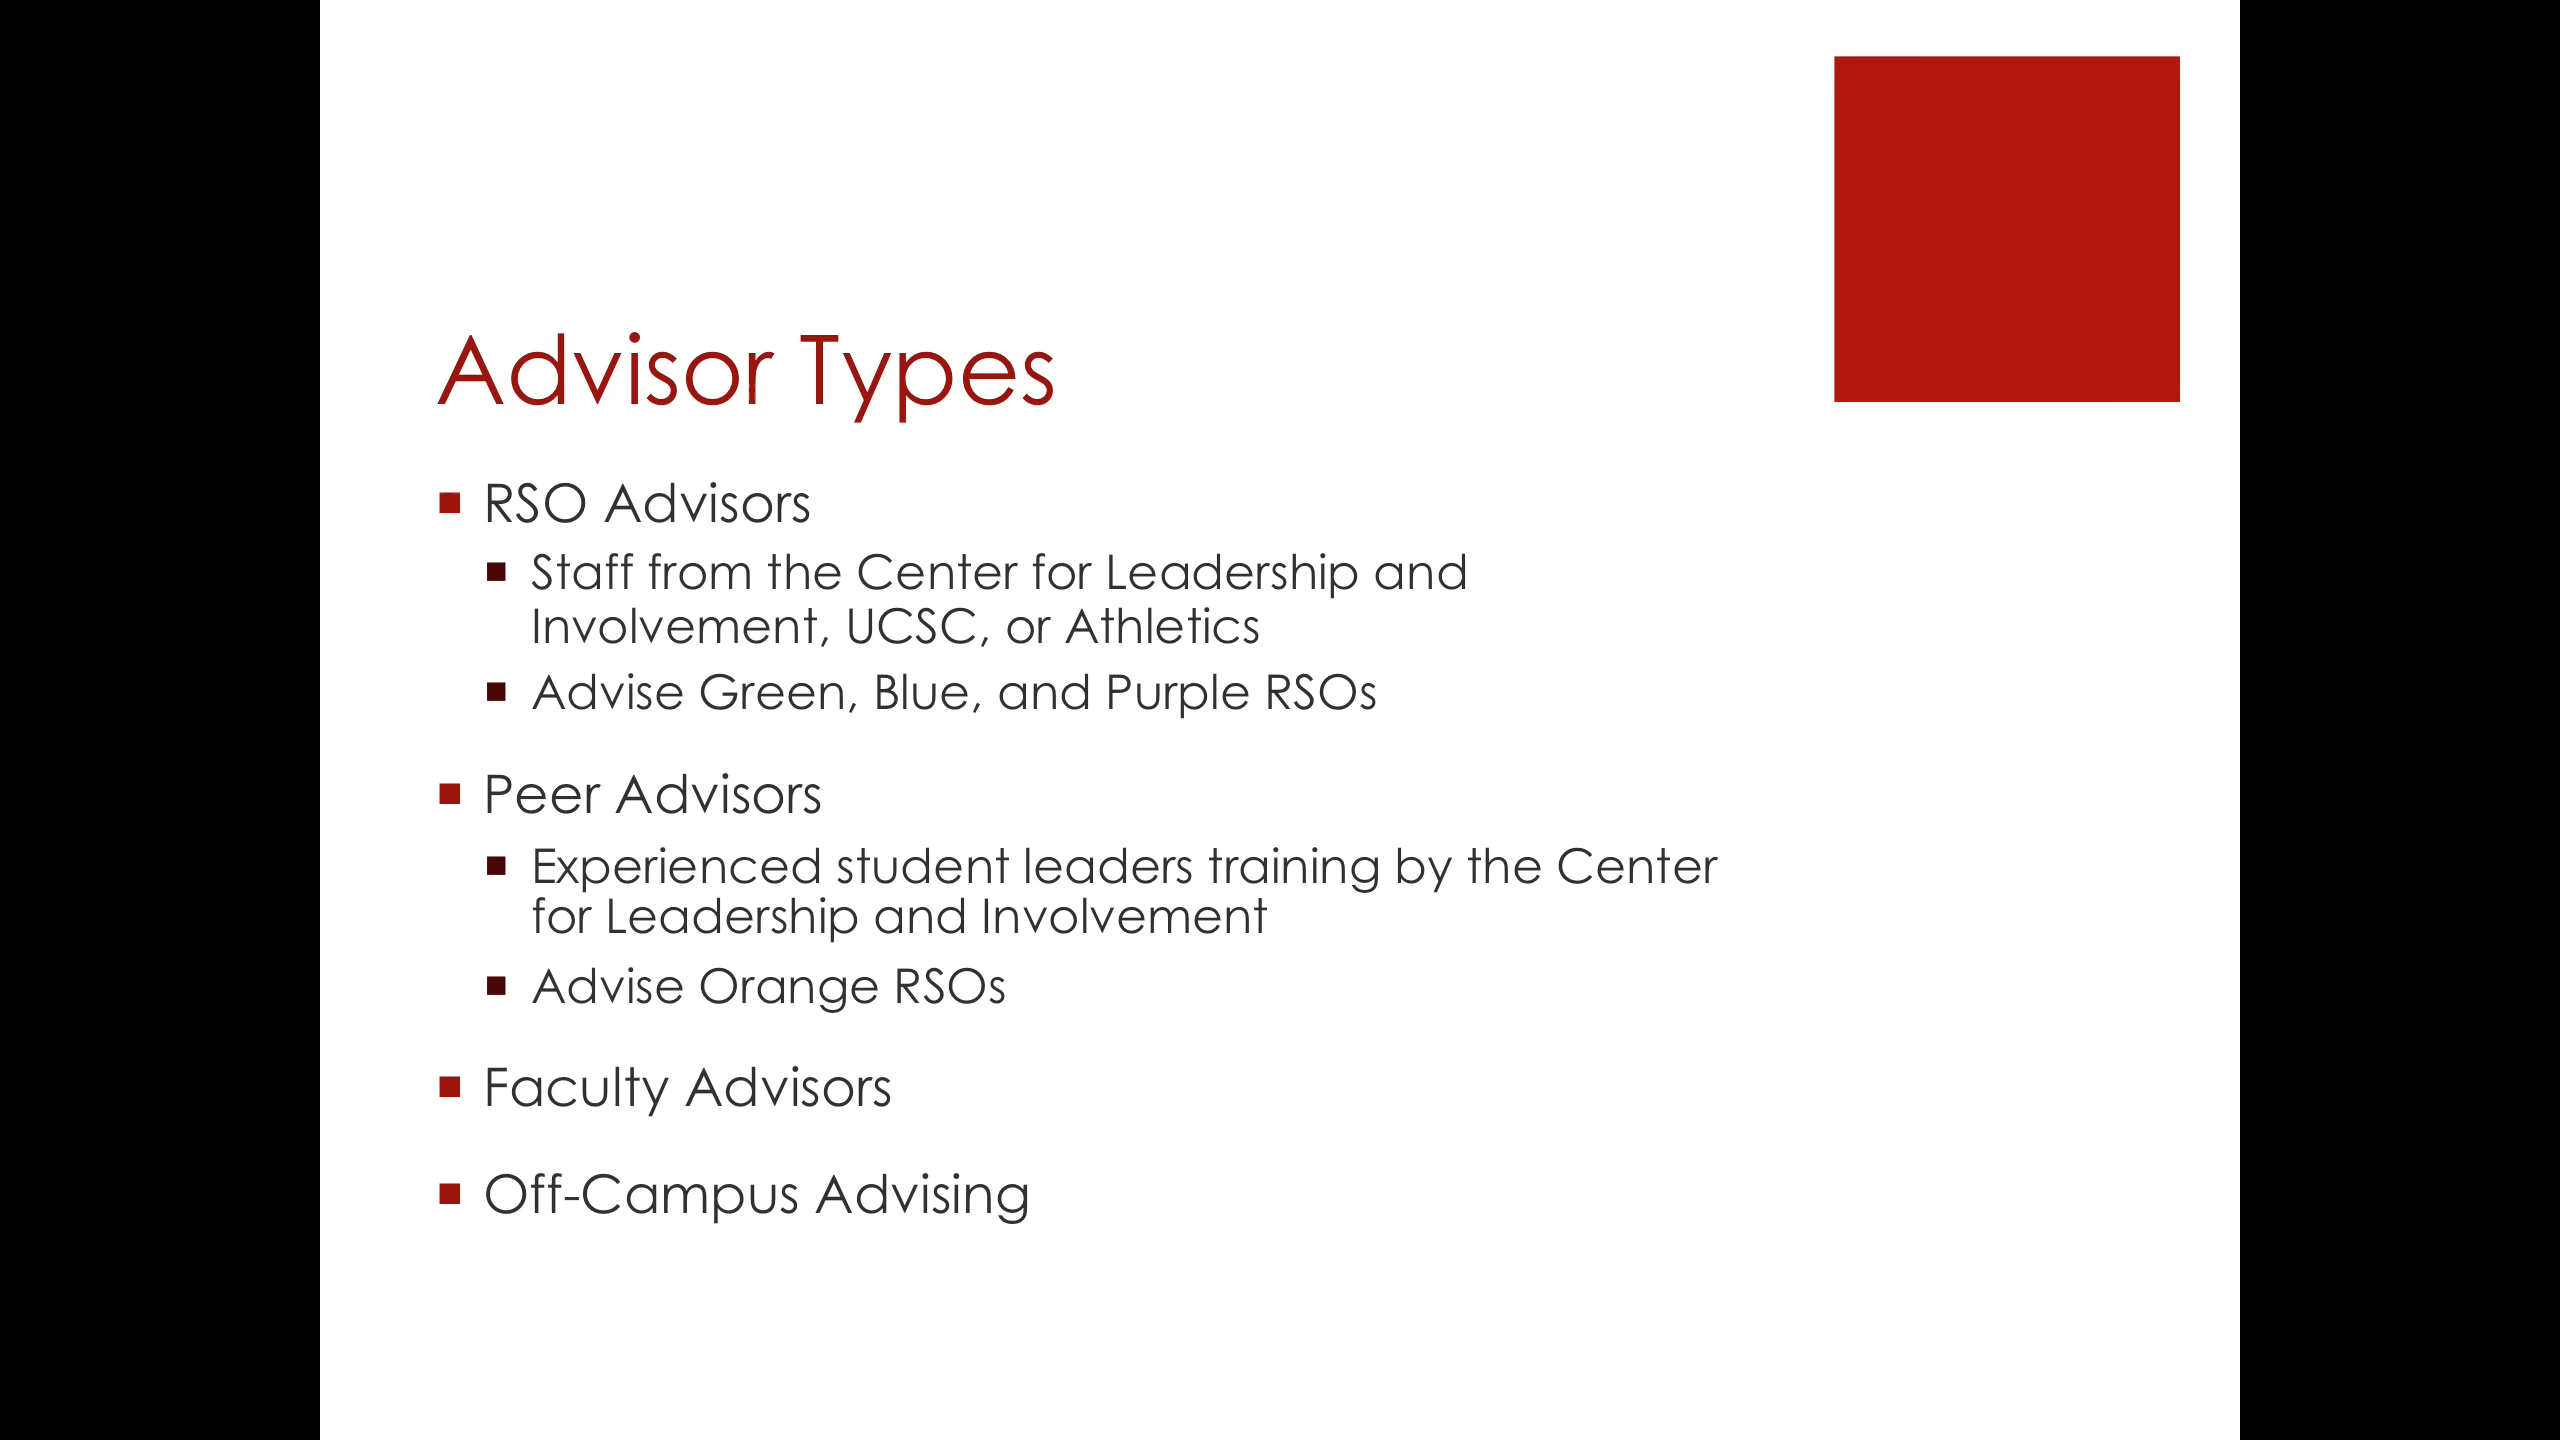 Advisor Types
RSO Advisors
Staff from the Center for Leadership and
Involvement, UCSC, or Athletics
Advise Green, Blue, and Purple RSOs
Peer Advisors
Experienced student leaders training by the Center
for Leadership and Involvement
Advise Orange RSOs
Faculty Advisors
Off-Campus Advising